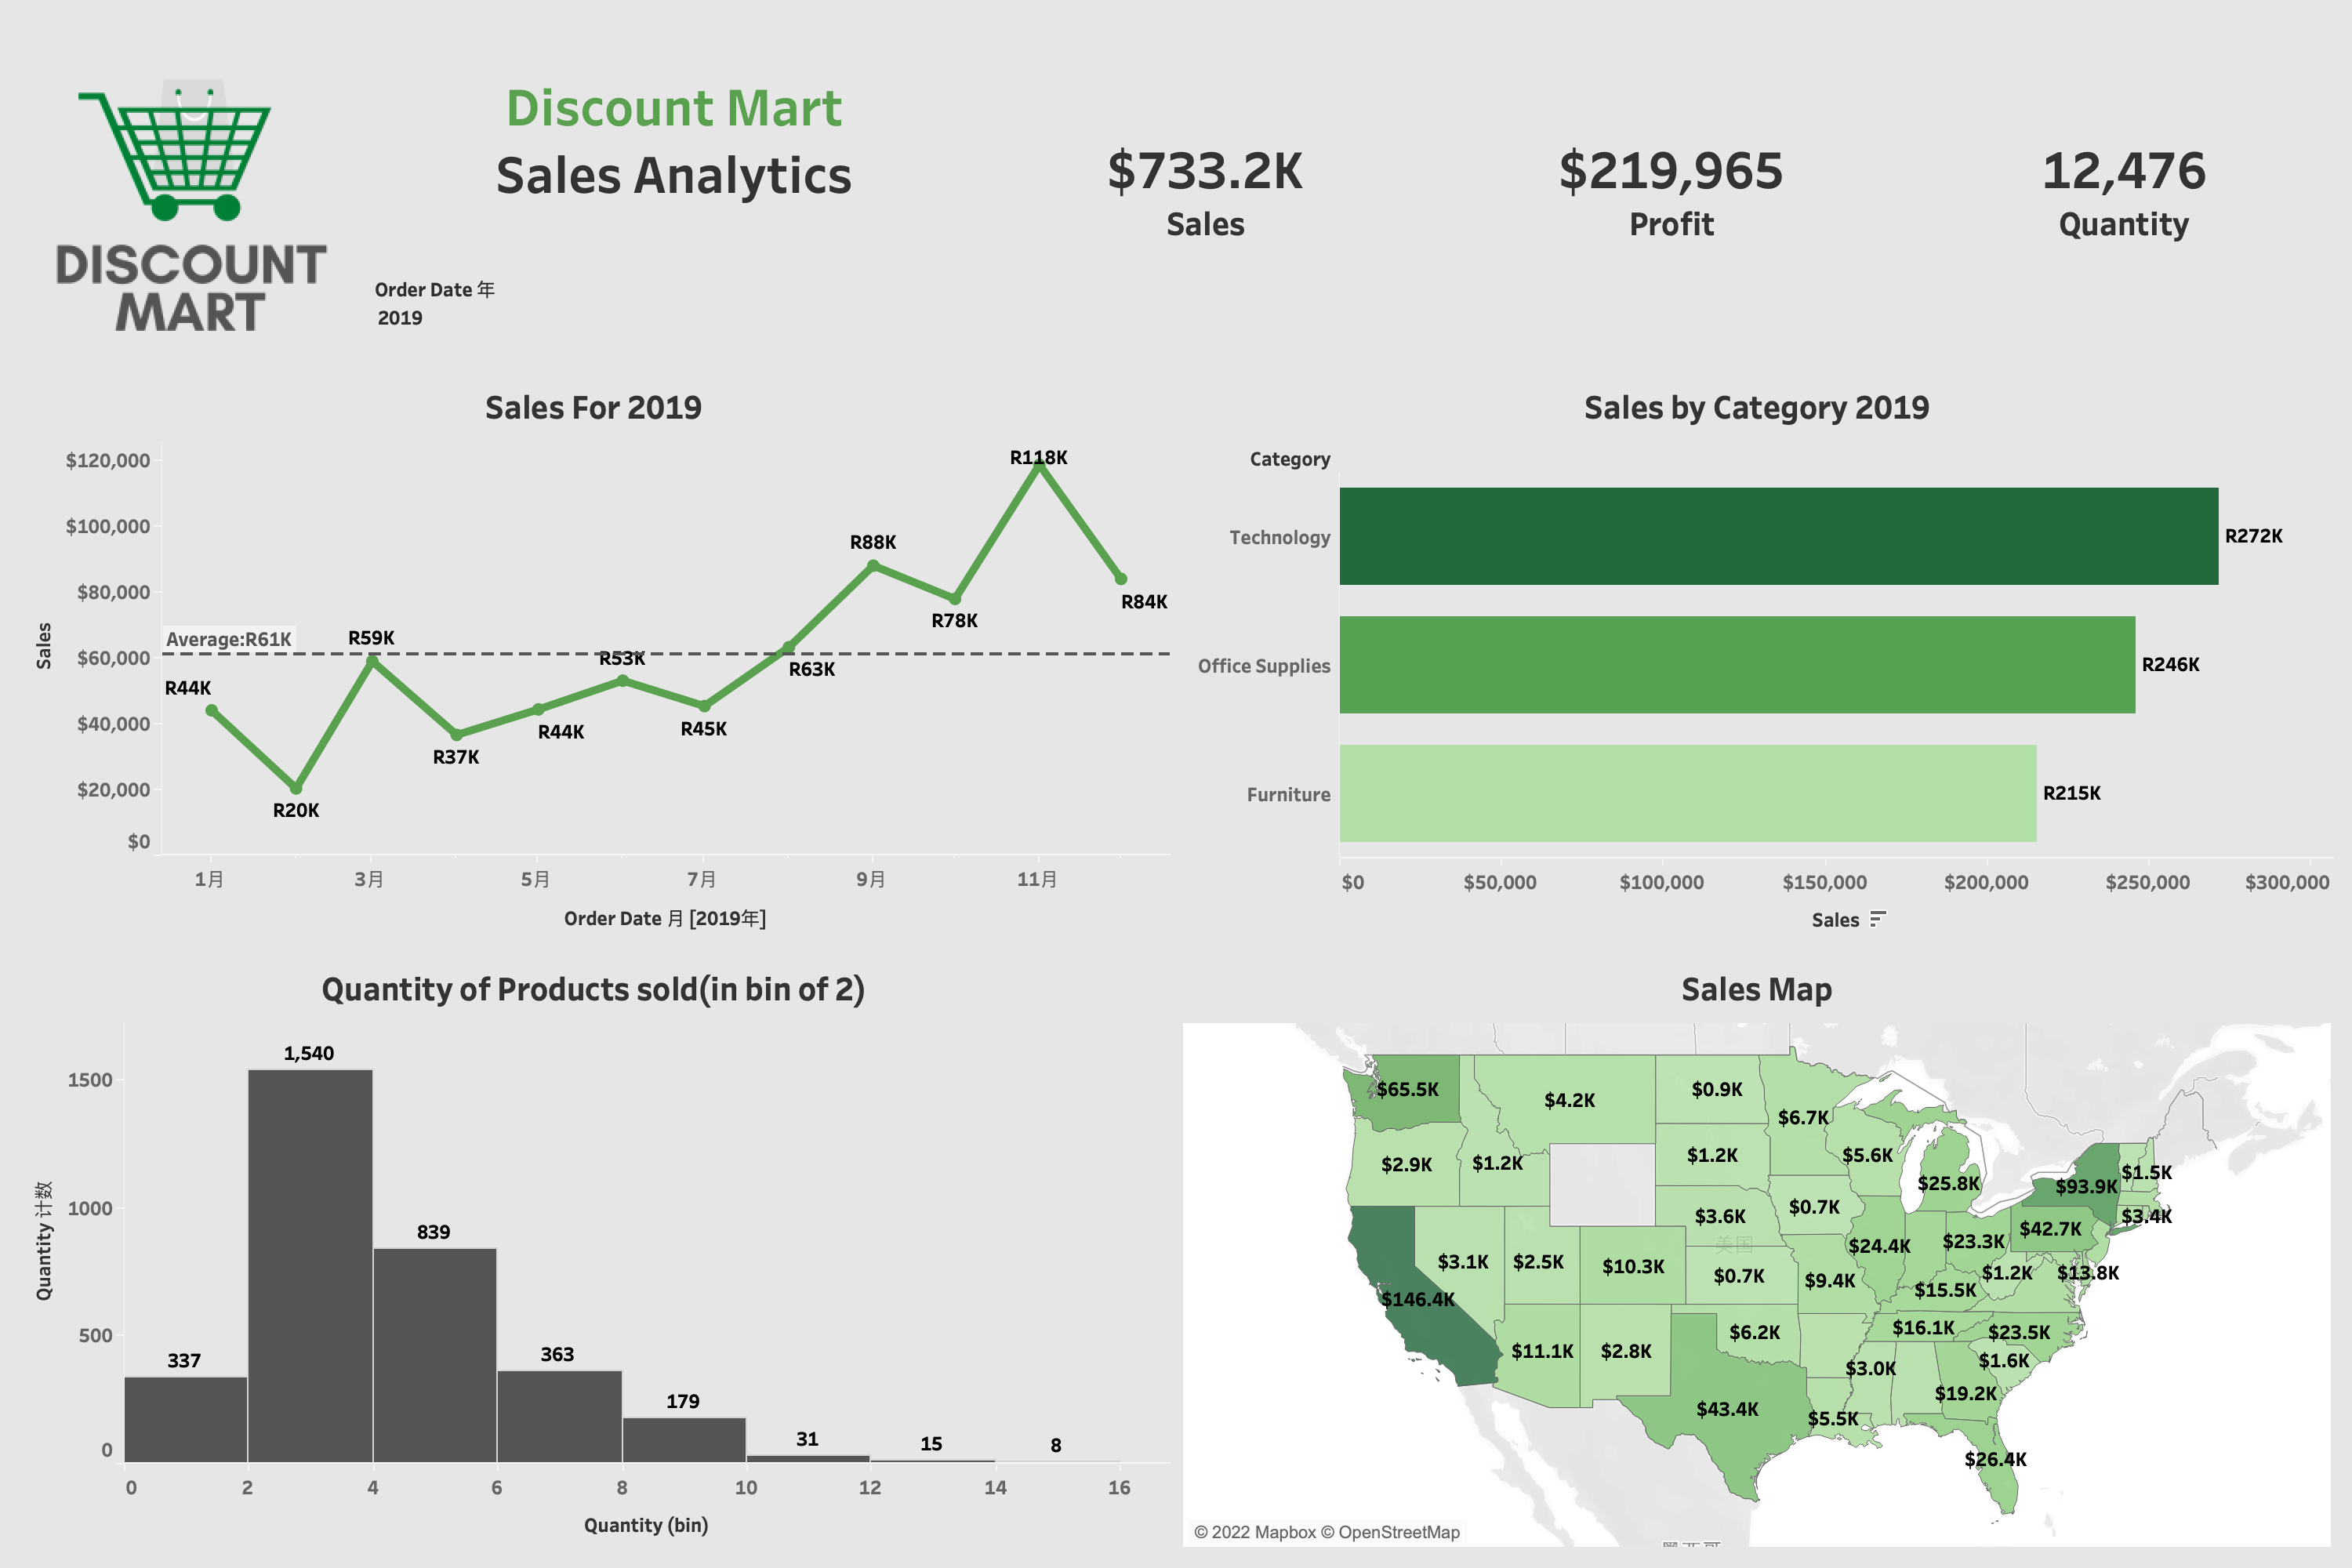 DISCOUNT
MART
Discount Mart
Sales Analytics
$733.2K
Sales
$219,965
Profit
12,476
Quantity
Order Date 年
2019
Sales For 2019
Sales
$120,000
$100,000
$80,000
$60,000
$40,000
$20,000
$0
Average:R61K
R44K
R20K
R59K
R37K
R44K
R53K
R45K
R63K
R88K
R78K
R118K
R84K
1月
3月
5月
7月
9月
11月
Order Date 月 [2019年]
Sales by Category 2019
Category
Technology
R272K
Office Supplies
R246K
Furniture
R215K
$0
$50,000
$100,000
$150,000
$200,000
$250,000
$300,000
Sales
Quantity of Products sold(in bin of 2)
Quantity 计数
1500
1000
500
0
337
1,540
839
363
179
31
15
8
0
2
4
6
8
10
12
14
16
Quantity (bin)
Sales Map
$65.5K
$4.2K
$0.9K
$6.7K
$2.9K
$1.2K
$1.2K
$5.6K
$25.8K
$93.9K
$1.5K
$3.4K
$3.6K
$0.7K
$42.7K
美国
$146.4K
$3.1K
$2.5K
$10.3K
$0.7K
$9.4K
$24.4K
$23.3K
$15.5K
$1.2K
$13.8K
$11.1K
$2.8K
$6.2K
$16.1K
$23.5K
$3.0K
$1.6K
$19.2K
$43.4K
$5.5K
$26.4K
© 2022 Mapbox © OpenStreetMap